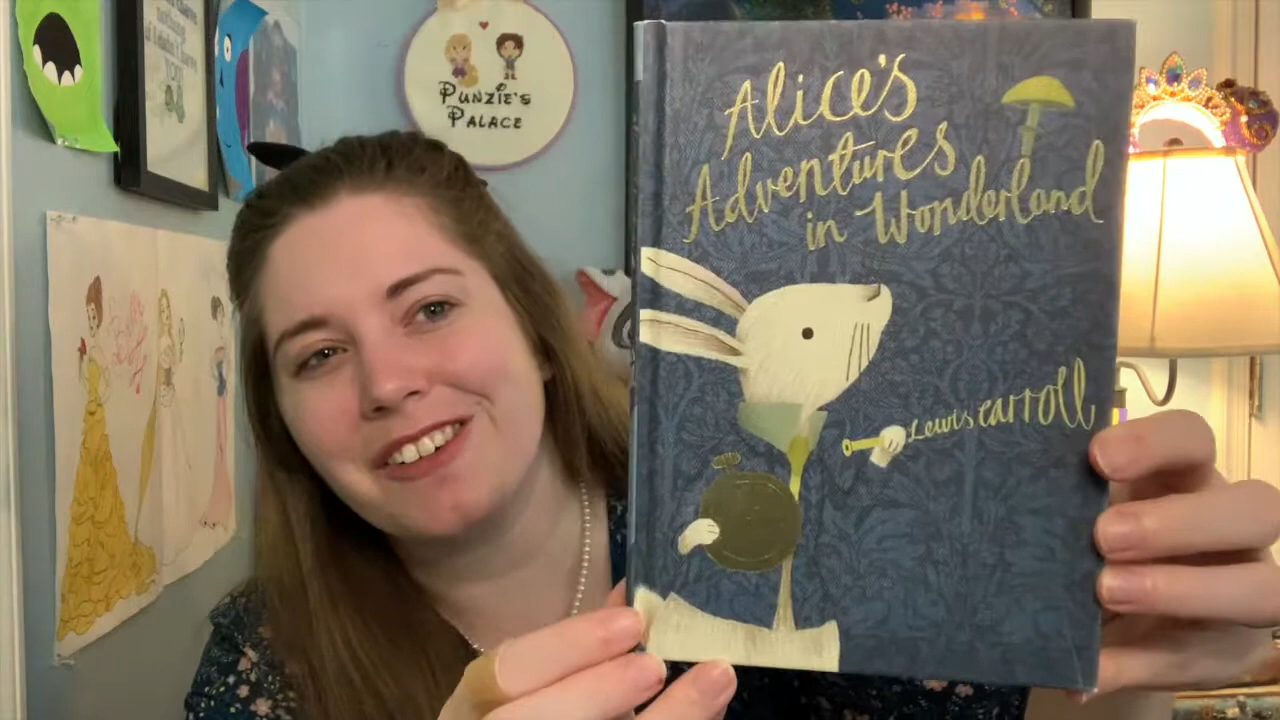 PUNZIE'S
PALACE
Alice's
Adventures
in Wonderland
Lewis Carroll